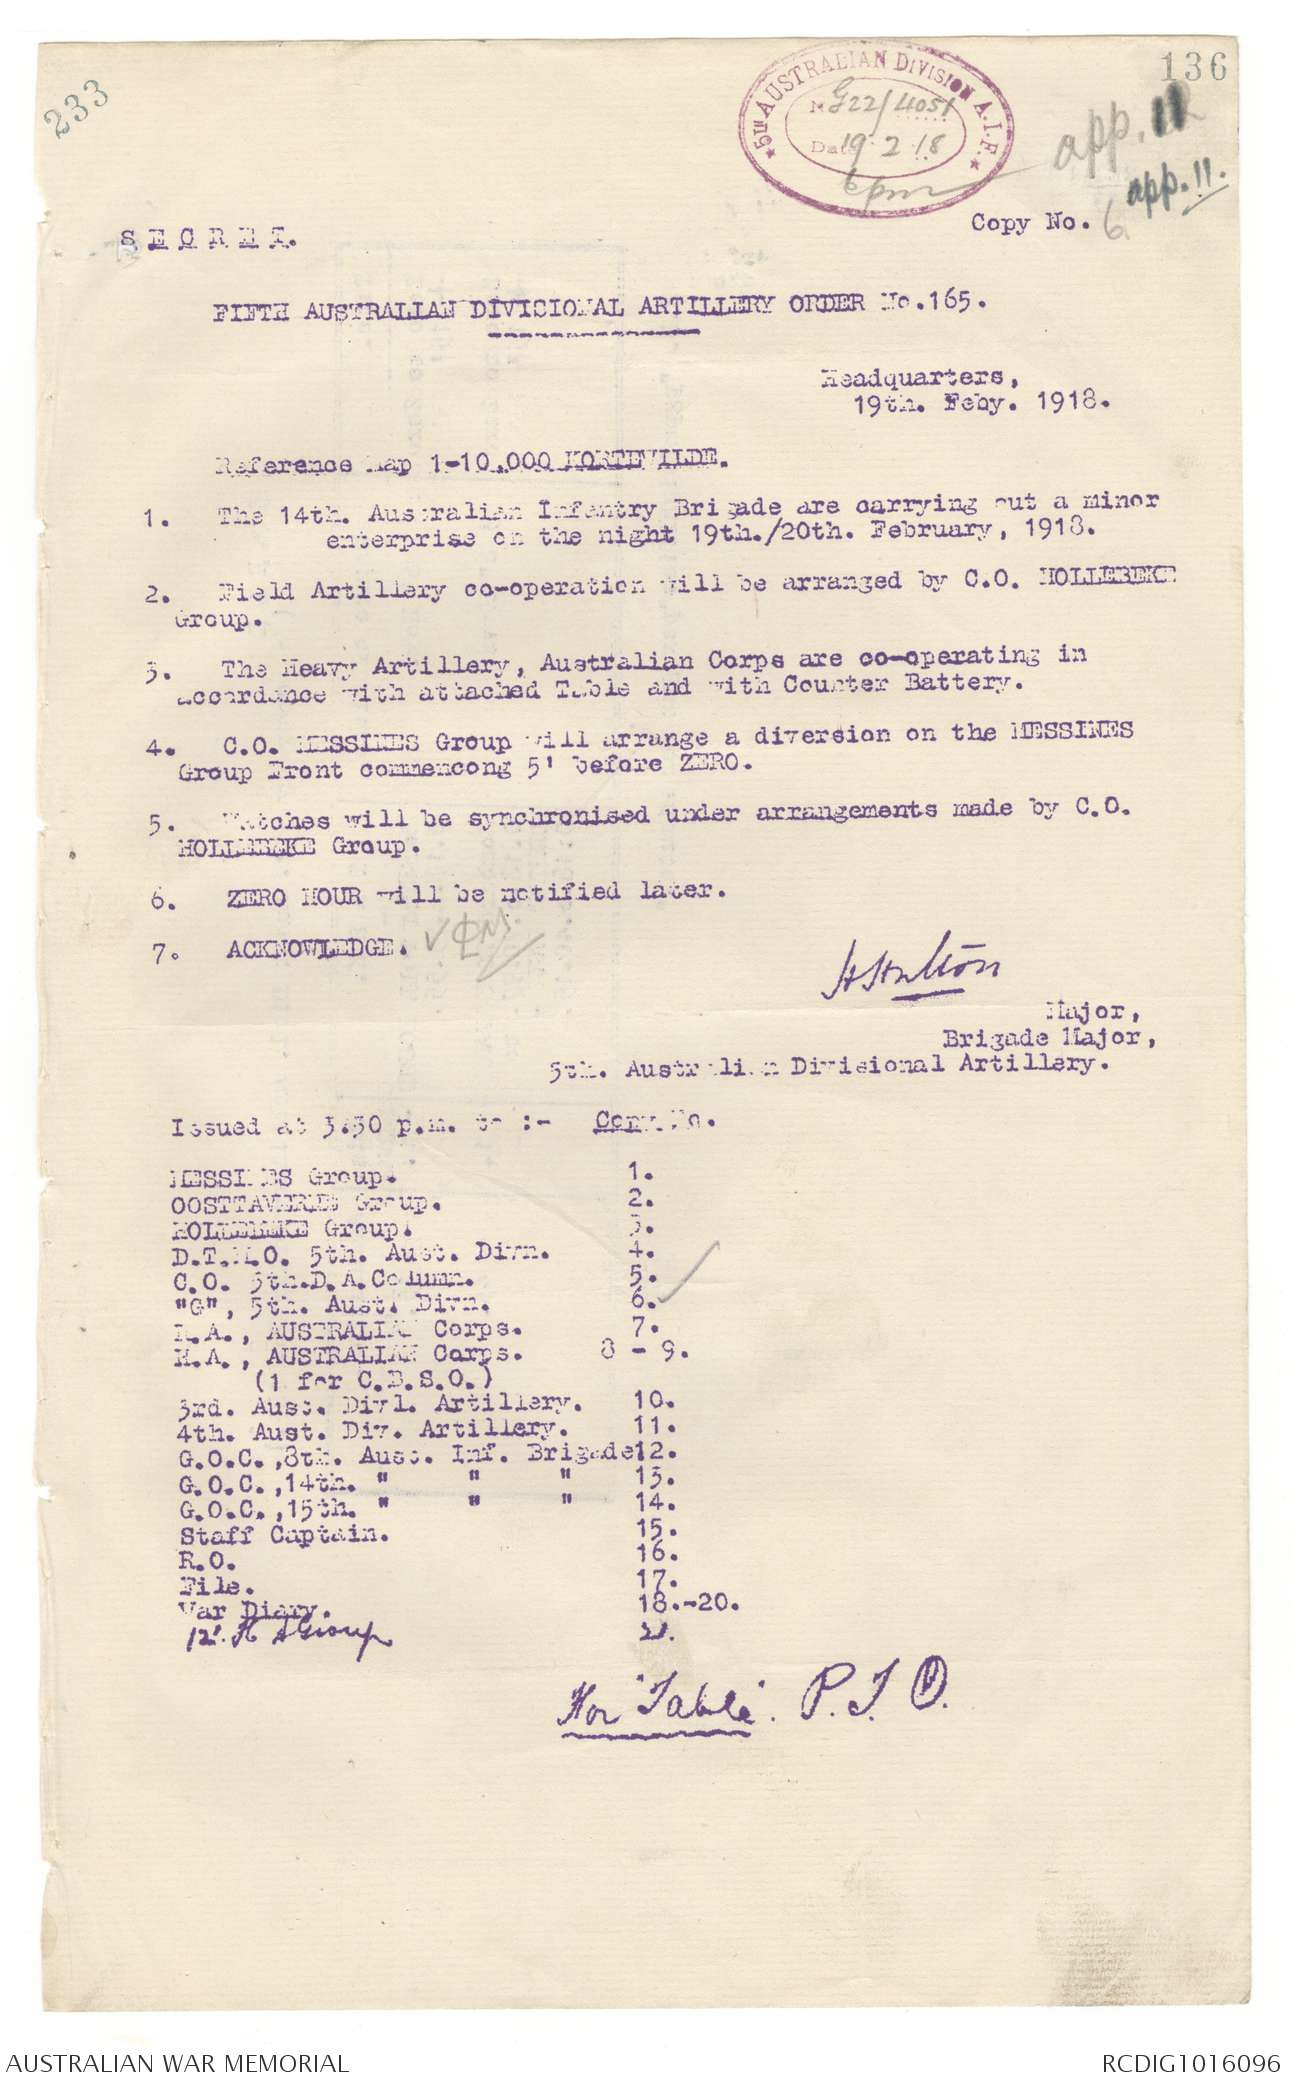 233
136
5TH AUSTRALIAN DIVISION A.I.F.
No G22/4051
Date 19 2 18
6pm
app. 11
app. 11.
Copy No. 6.
S E C R E T.
FIFTH AUSTRALIAN DIVISIONAL ARTILLERY ORDER No.165.
Headquarters,
19th. Feby. 1918.
Reference Map 1-10,000 KORTEWILDE.
1. The 14th. Australian Infantry Brigade are carrying out a minor
enterprise on the night 19th./20th. February, 1918.
2. Field Artillery co-operation will be arranged by C.O. HOLLEBEKE
Group.
3. The Heavy Artillery, Australian Corps are co-operating in
accordance with attached Table and with Counter Battery.
4. C.O. MESSINES Group will arrange a diversion on the MESSINES
Group Front commencong 5' before ZERO.
5. Watches will be synchronised under arrangements made by C.O.
HOLLEBEKE Group.
6. ZERO HOUR will be notified later.
7. ACKNOWLEDGE.
Major,
Brigade Major,
5th. Australian Divisional Artillery.
Issued at 3.30 p.m. to :- Copy No.
MESSINES Group. 1.
OOSTTAVERNE Group. 2.
HOLLEBEKE Group. 3.
D.T.M.O. 5th. Aust. Divn. 4.
C.O. 5th.D.A.Column. 5.
"G", 5th. Aust. Divn. 6.
R.A., AUSTRALIAN Corps. 7.
H.A., AUSTRALIAN Corps. 8 - 9.
(1 for C.B.S.O.)
3rd. Aust. Divl. Artillery. 10.
4th. Aust. Div. Artillery. 11.
G.O.C.,8th. Aust. Inf. Brigade 12.
G.O.C.,14th. " " " 13.
G.O.C.,15th. " " " 14.
Staff Captain. 15.
R.O. 16.
File. 17.
War Diary. 18.-20.
12th. H A Group 21.
For "Table". P.T.O.
AUSTRALIAN WAR MEMORIAL
RCDIG1016096